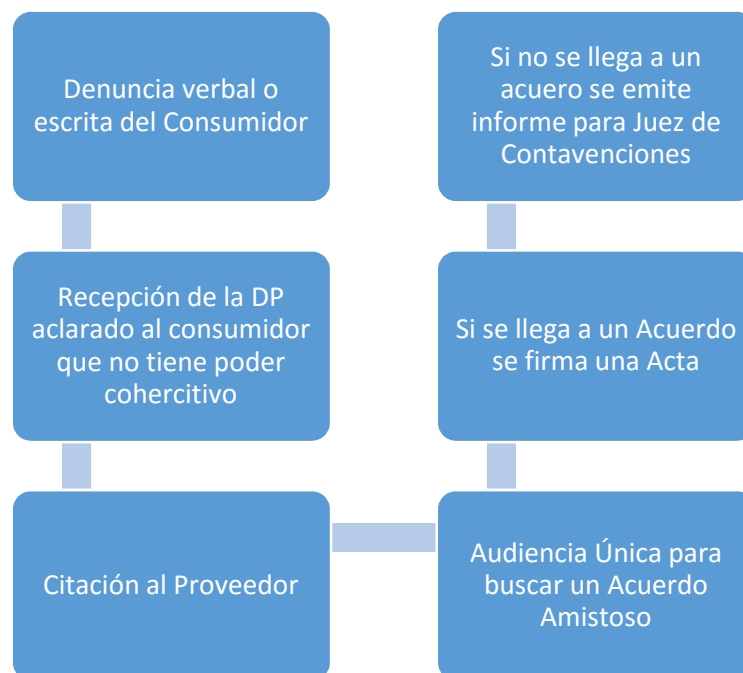 Denuncia verbal o
escrita del Consumidor
Recepción de la DP
aclarado al consumidor
que no tiene poder
cohercitivo
Citación al Proveedor
Audiencia Única para
buscar un Acuerdo
Amistoso
Si se llega a un Acuerdo
se firma una Acta
Si no se llega a un
acuero se emite
informe para Juez de
Contavenciones